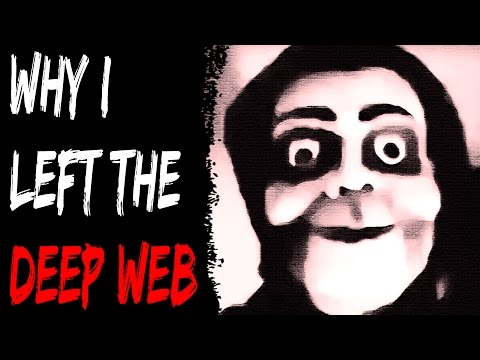 WHY I
LEFT THE
DEEP WEB